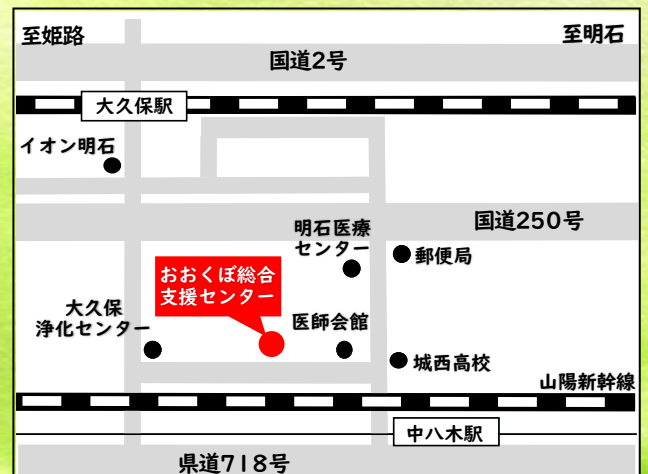 至姫路
至明石
国道2号
大久保駅
イオン明石
国道250号
明石医療
センター
郵便局
おおくぼ総合
支援センター
大久保
浄化センター
医師会館
城西高校
山陽新幹線
中八木駅
県道718号